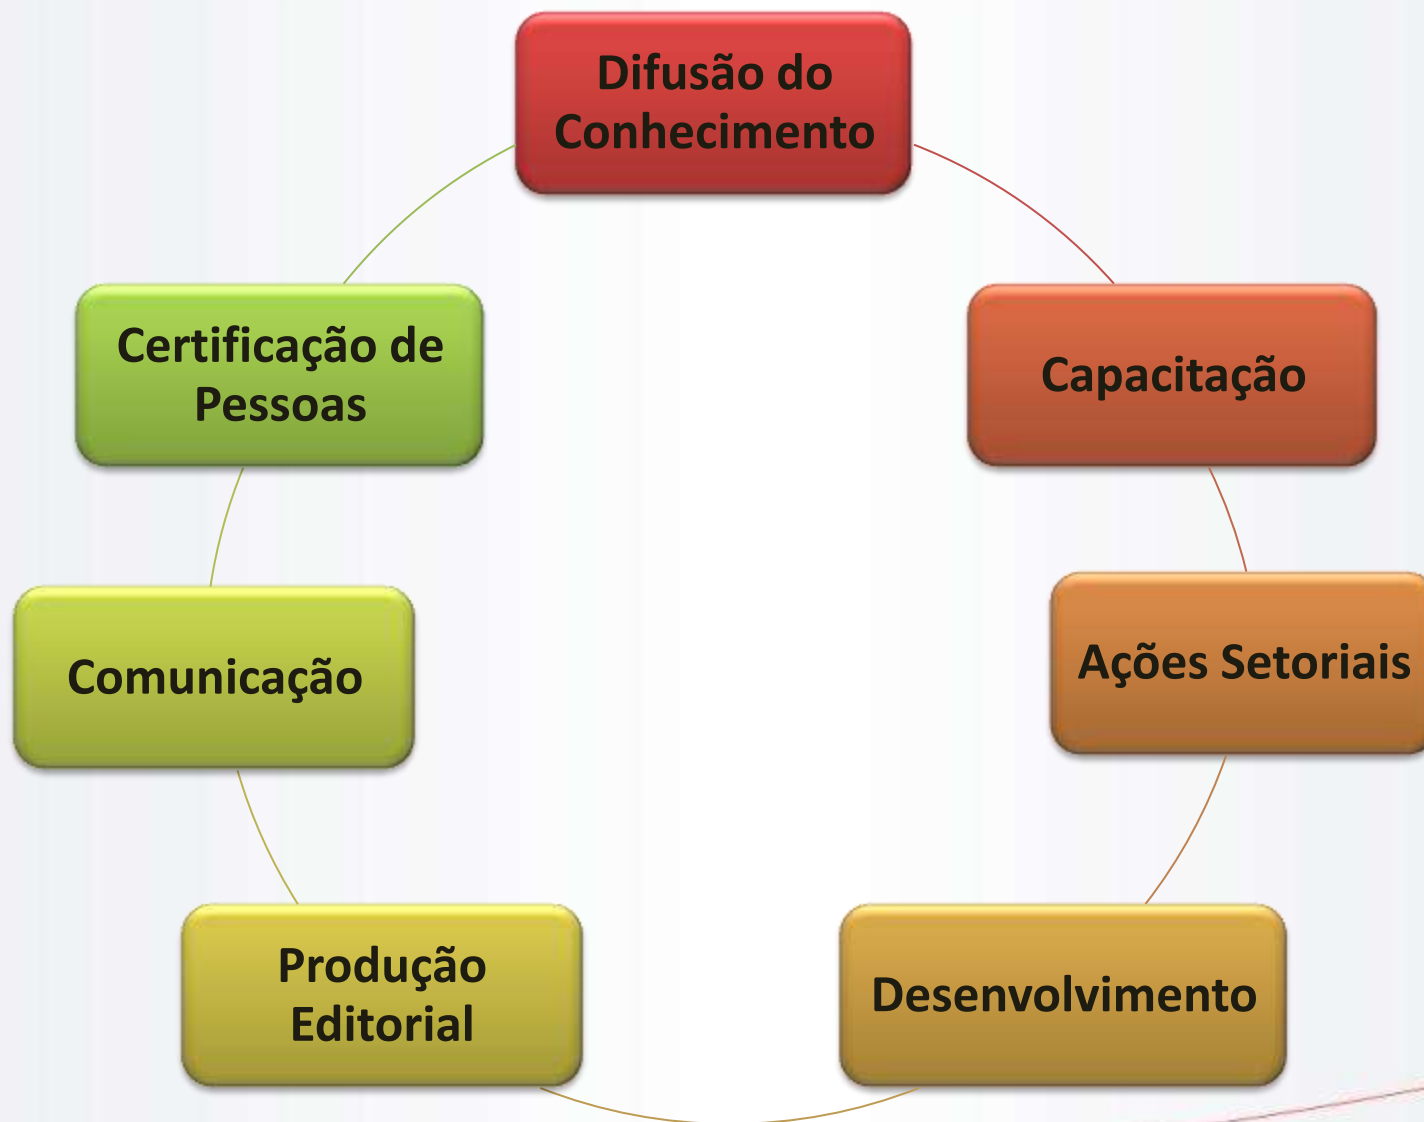 Difusão do
Conhecimento
Certificação de
Pessoas
Capacitação
Comunicação
Ações Setoriais
Produção
Editorial
Desenvolvimento